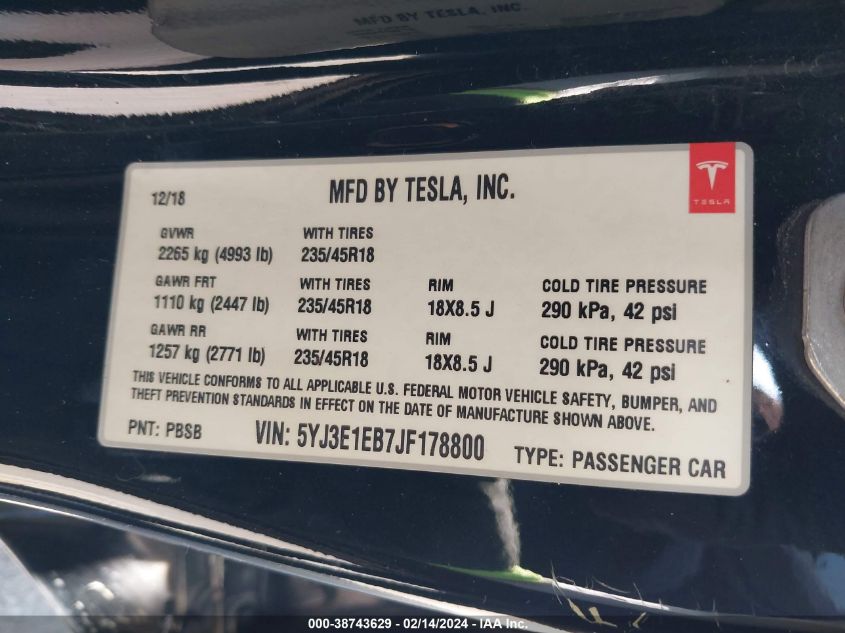 MFD BY TESLA, INC.
12/18 MFD BY TESLA, INC.
TESLA
GVWR WITH TIRES
2265 kg (4993 lb) 235/45R18
GAWR FRT WITH TIRES RIM COLD TIRE PRESSURE
1110 kg (2447 lb) 235/45R18 18X8.5 J 290 kPa, 42 psi
GAWR RR WITH TIRES RIM COLD TIRE PRESSURE
1257 kg (2771 lb) 235/45R18 18X8.5 J 290 kPa, 42 psi
THIS VEHICLE CONFORMS TO ALL APPLICABLE U.S. FEDERAL MOTOR VEHICLE SAFETY, BUMPER, AND
THEFT PREVENTION STANDARDS IN EFFECT ON THE DATE OF MANUFACTURE SHOWN ABOVE.
PNT: PBSB VIN: 5YJ3E1EB7JF178800 TYPE: PASSENGER CAR
000-38743629 - 02/14/2024 - IAA Inc.